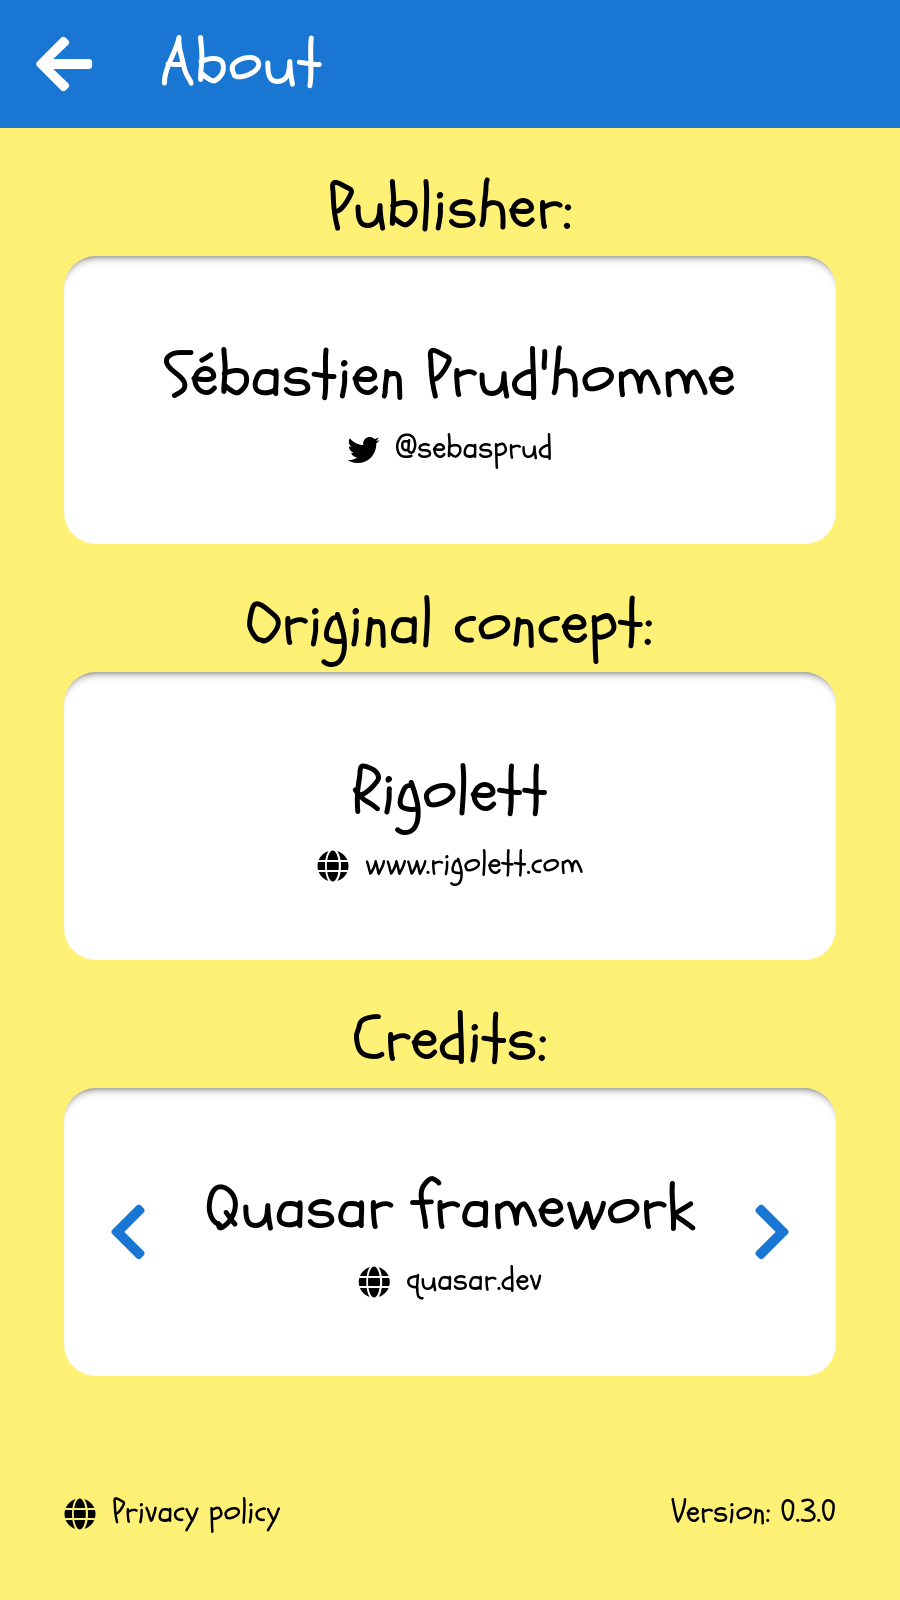 About
Publisher:
Sébastien Prud'homme
@sebasprud
Original concept:
Rigolett
www.rigolett.com
Credits:
Quasar framework
quasar.dev
Privacy policy
Version: 0.3.0